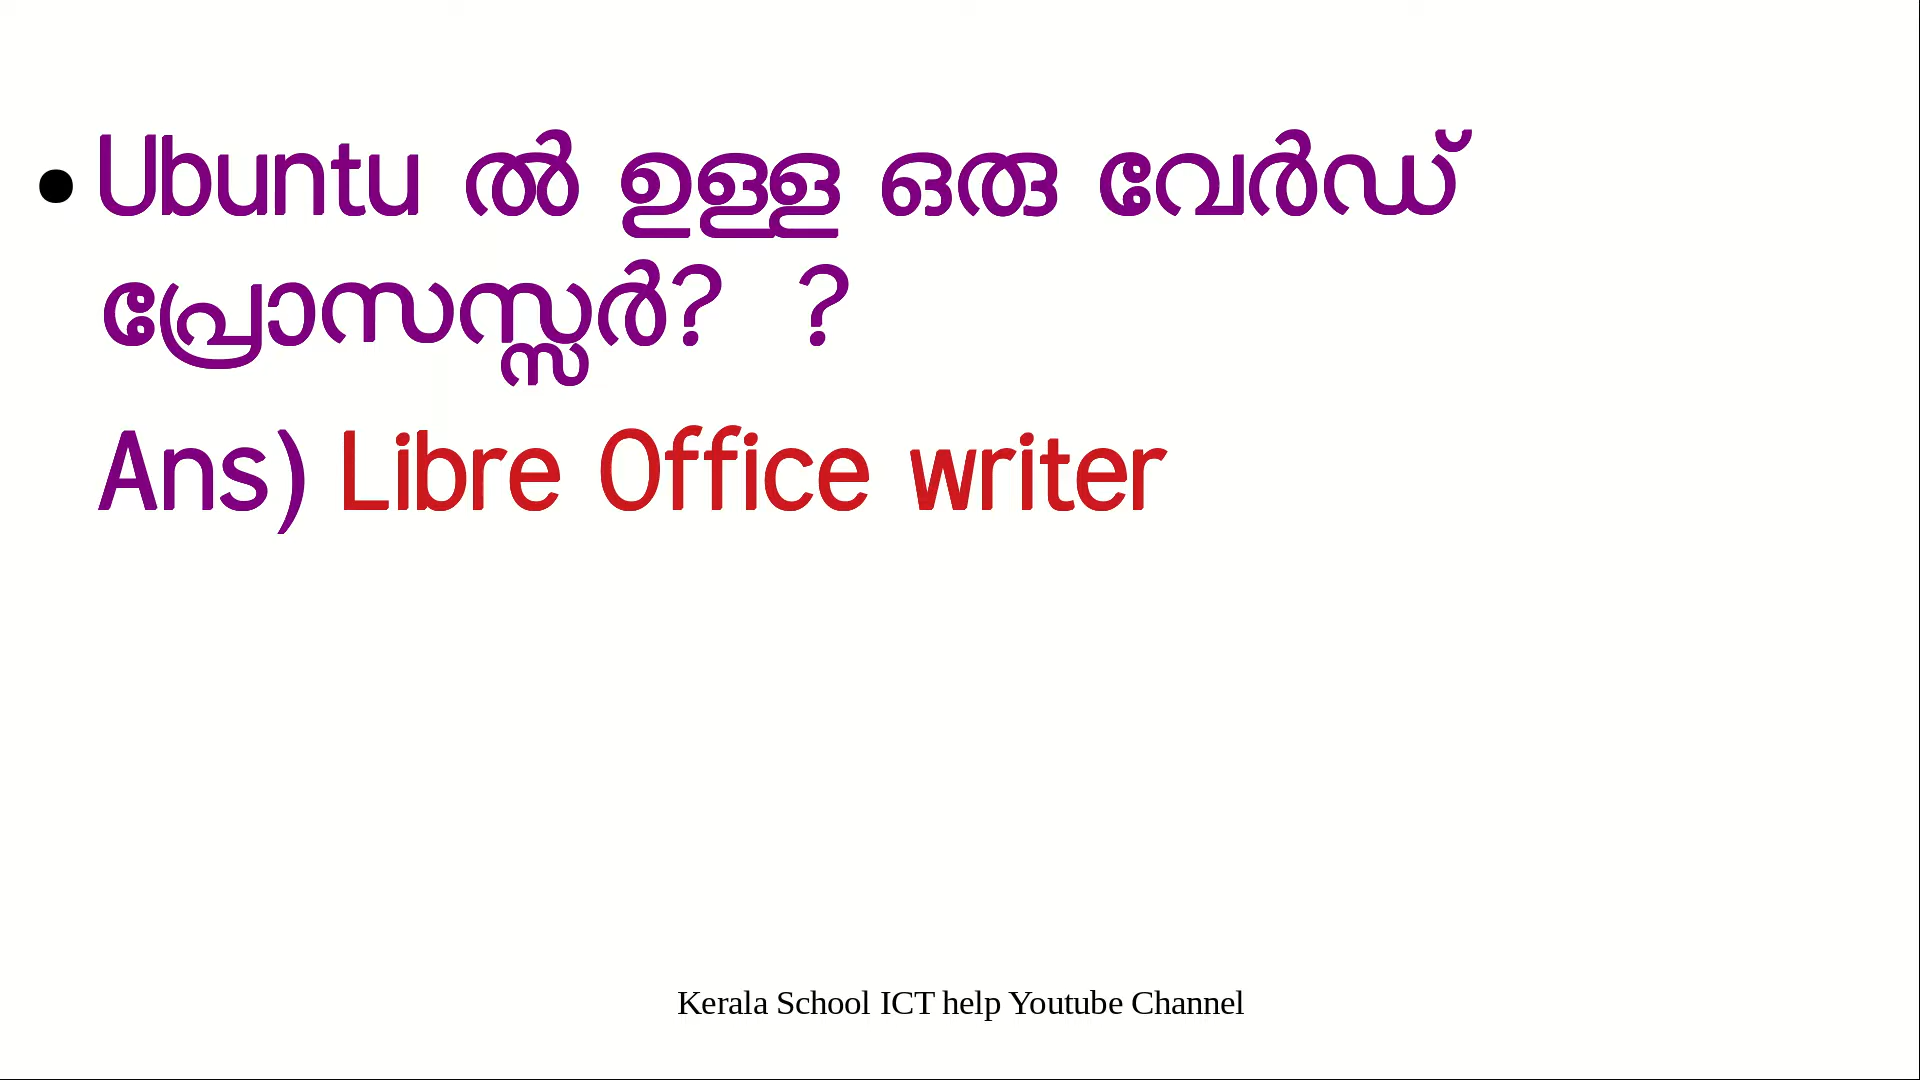 • Ubuntu ൽ ഉള്ള ഒരു വേർഡ്
പ്രോസസ്സർ? ?
Ans) Libre Office writer
Kerala School ICT help Youtube Channel